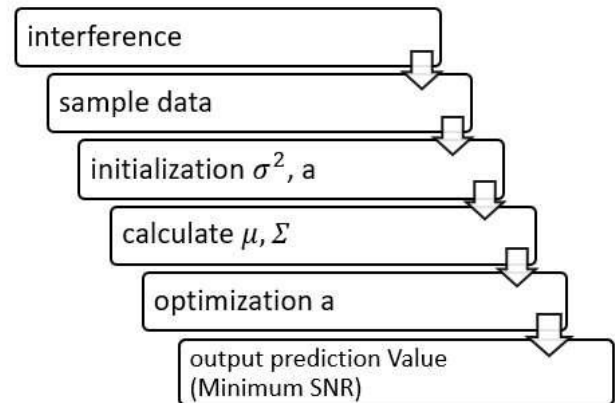 interference
sample data
initialization σ², a
calculate μ, Σ
optimization a
output prediction Value
(Minimum SNR)